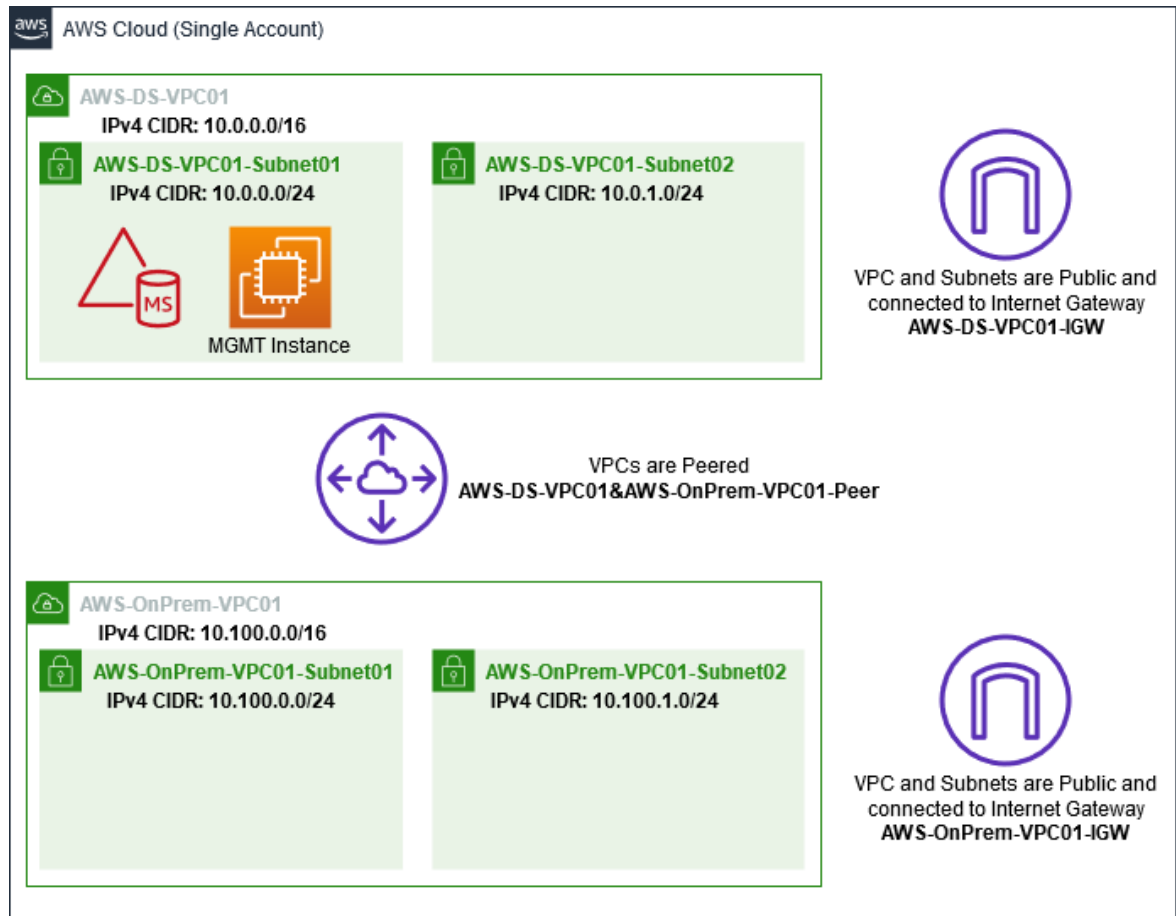 aws
AWS Cloud (Single Account)
AWS-DS-VPC01
IPv4 CIDR: 10.0.0.0/16
AWS-DS-VPC01-Subnet01
IPv4 CIDR: 10.0.0.0/24
MS
MGMT Instance
AWS-DS-VPC01-Subnet02
IPv4 CIDR: 10.0.1.0/24
VPC and Subnets are Public and
connected to Internet Gateway
AWS-DS-VPC01-IGW
VPCs are Peered
AWS-DS-VPC01&AWS-OnPrem-VPC01-Peer
AWS-OnPrem-VPC01
IPv4 CIDR: 10.100.0.0/16
AWS-OnPrem-VPC01-Subnet01
IPv4 CIDR: 10.100.0.0/24
AWS-OnPrem-VPC01-Subnet02
IPv4 CIDR: 10.100.1.0/24
VPC and Subnets are Public and
connected to Internet Gateway
AWS-OnPrem-VPC01-IGW